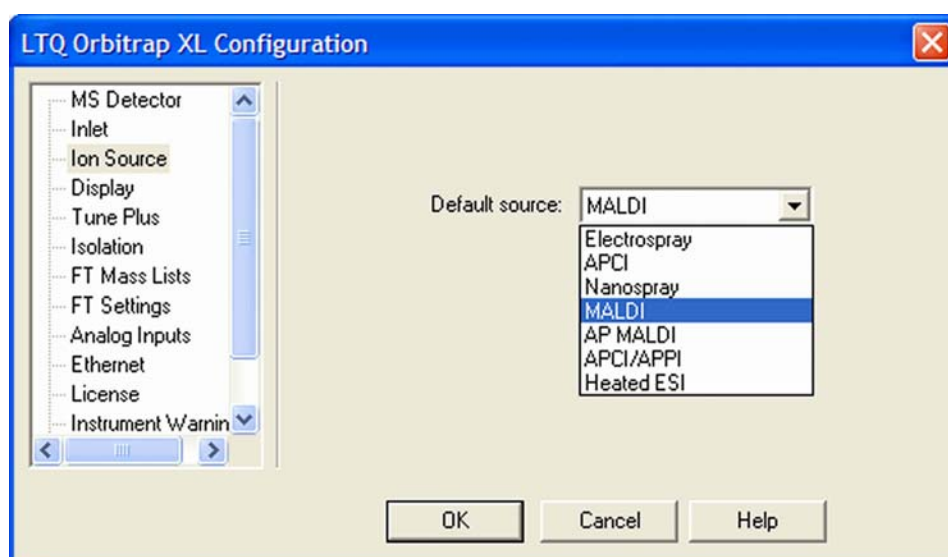 LTQ Orbitrap XL Configuration
MS Detector
Inlet
Ion Source
Display
Tune Plus
Isolation
FT Mass Lists
FT Settings
Analog Inputs
Ethernet
License
Instrument Warnin
Default source: MALDI
Electrospray
APCI
Nanospray
MALDI
AP MALDI
APCI/APPI
Heated ESI
OK Cancel Help